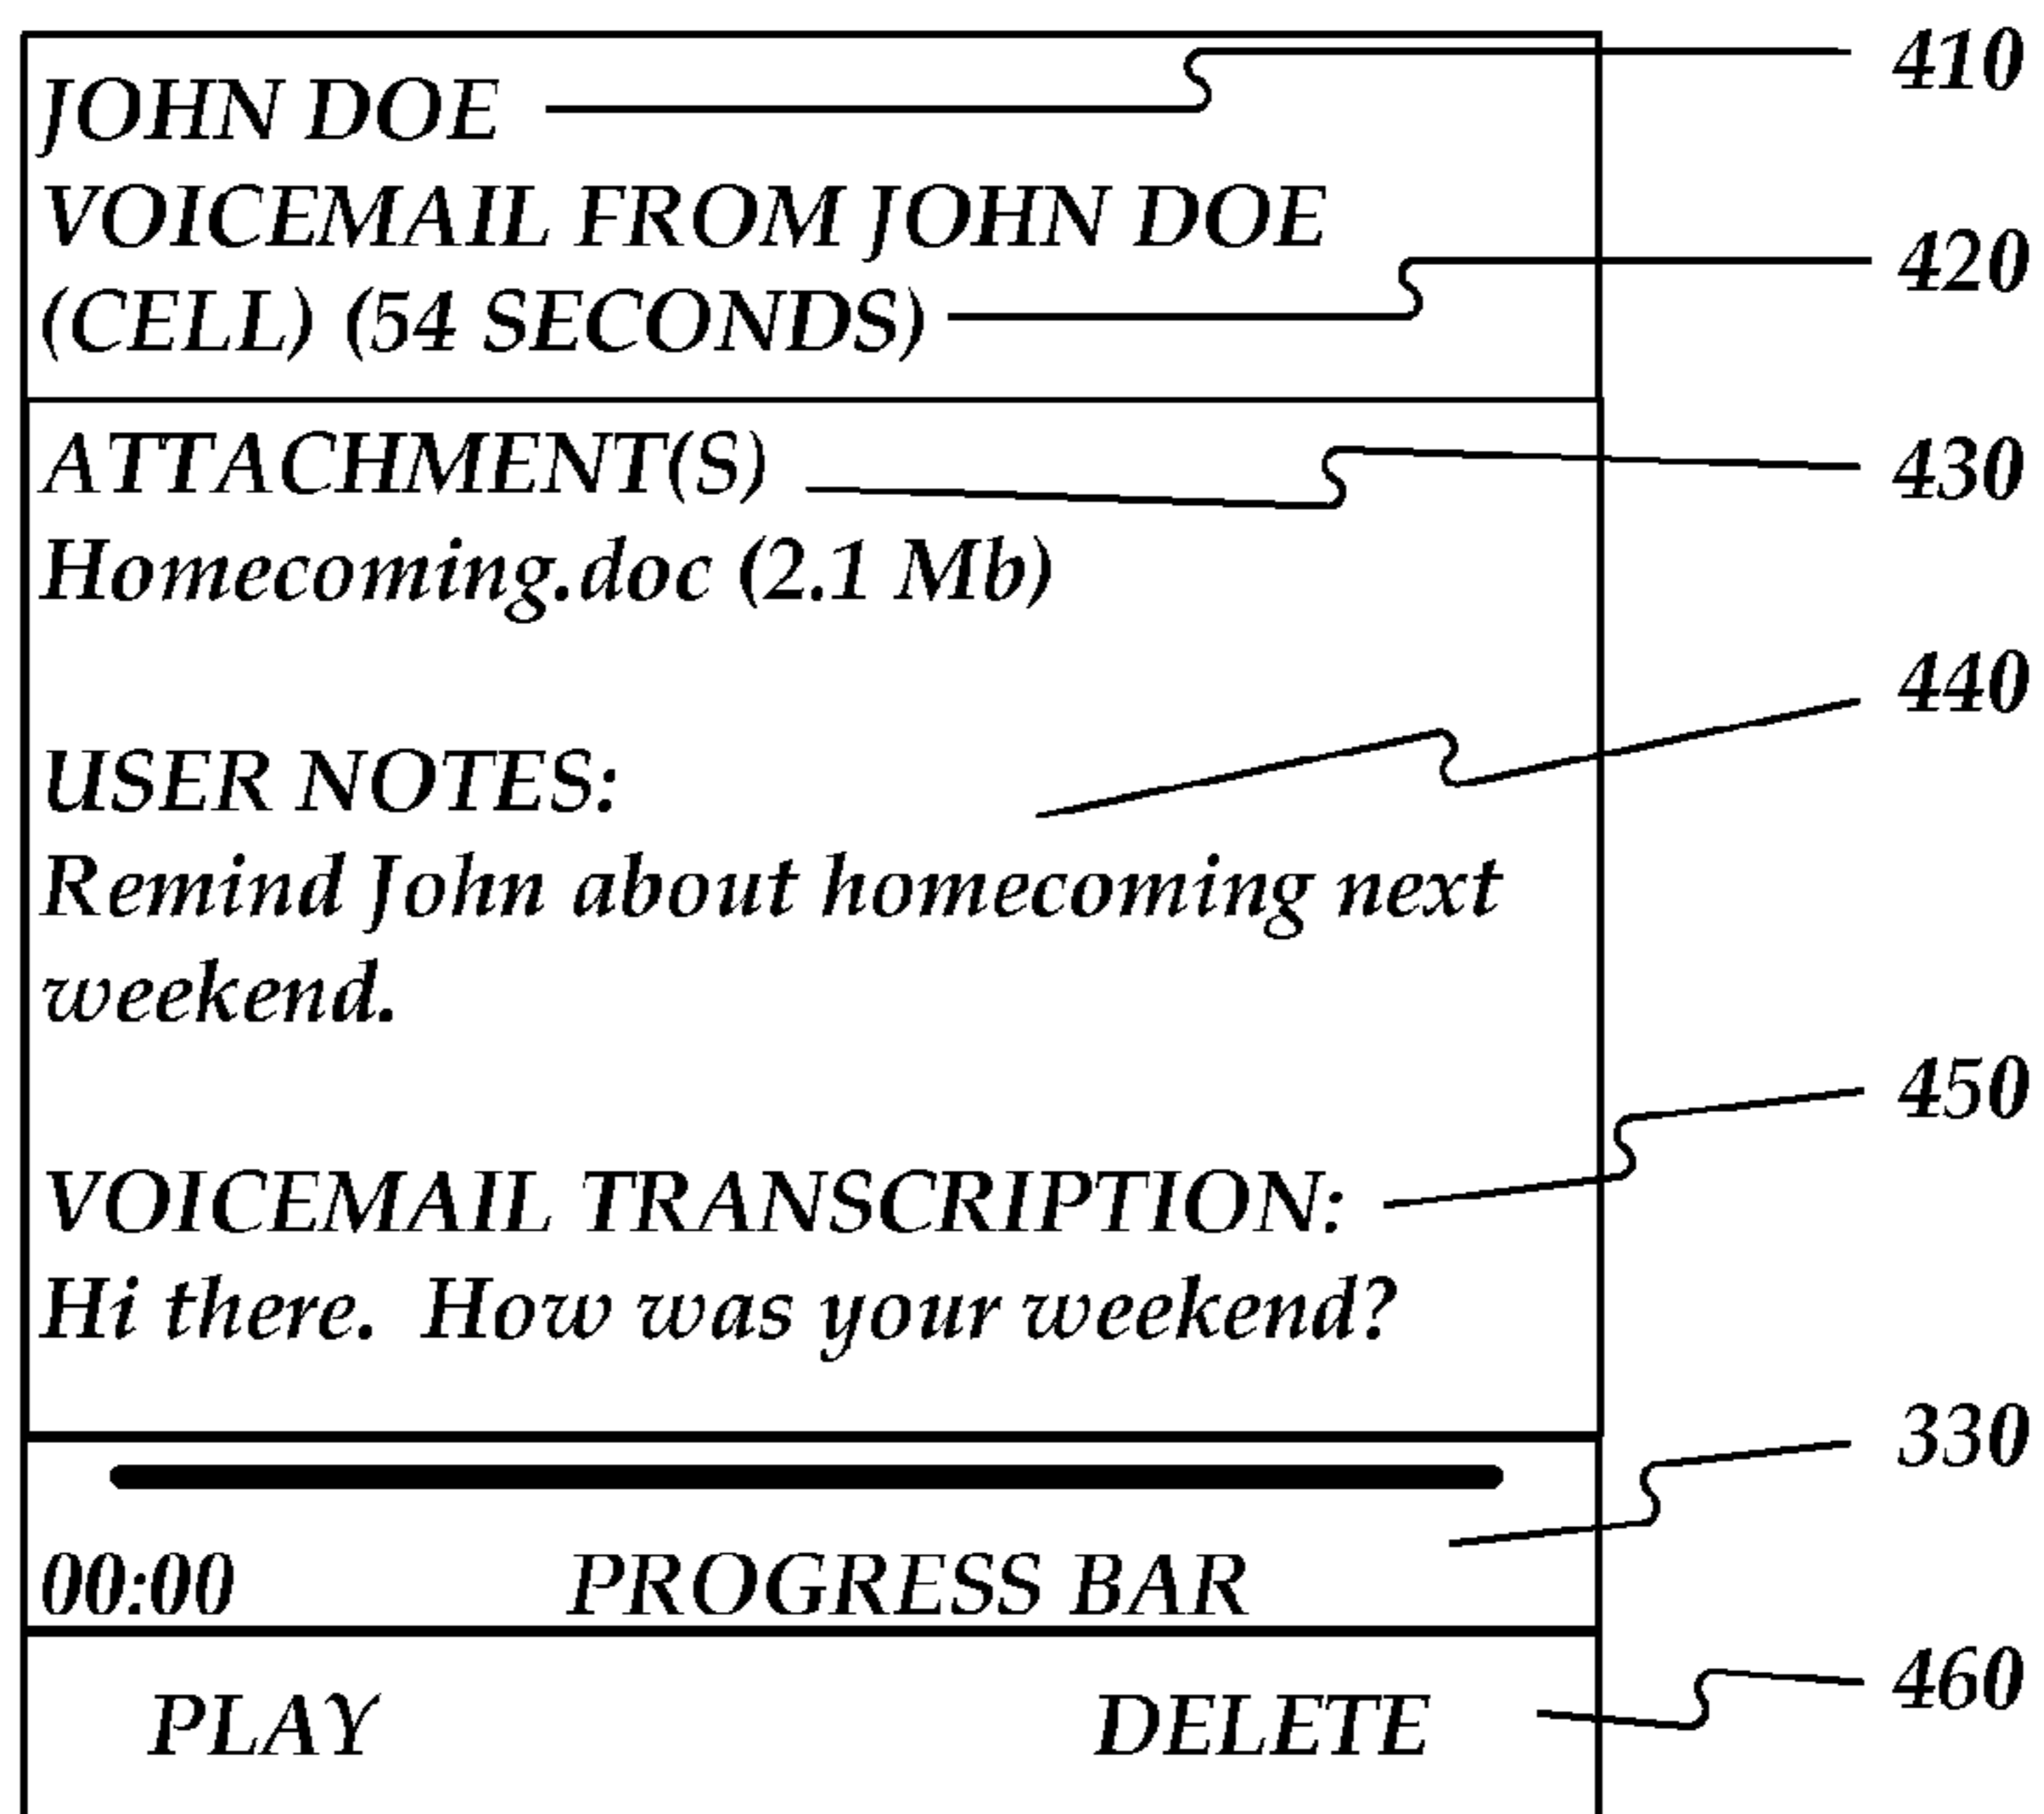 JOHN DOE 410
VOICEMAIL FROM JOHN DOE
420
(CELL) (54 SECONDS)
ATTACHMENT(S) 430
Homecoming.doc (2.1 Mb)
440
USER NOTES:
Remind John about homecoming next
weekend.
450
VOICEMAIL TRANSCRIPTION:
Hi there. How was your weekend?
330
00:00 PROGRESS BAR
460
PLAY DELETE